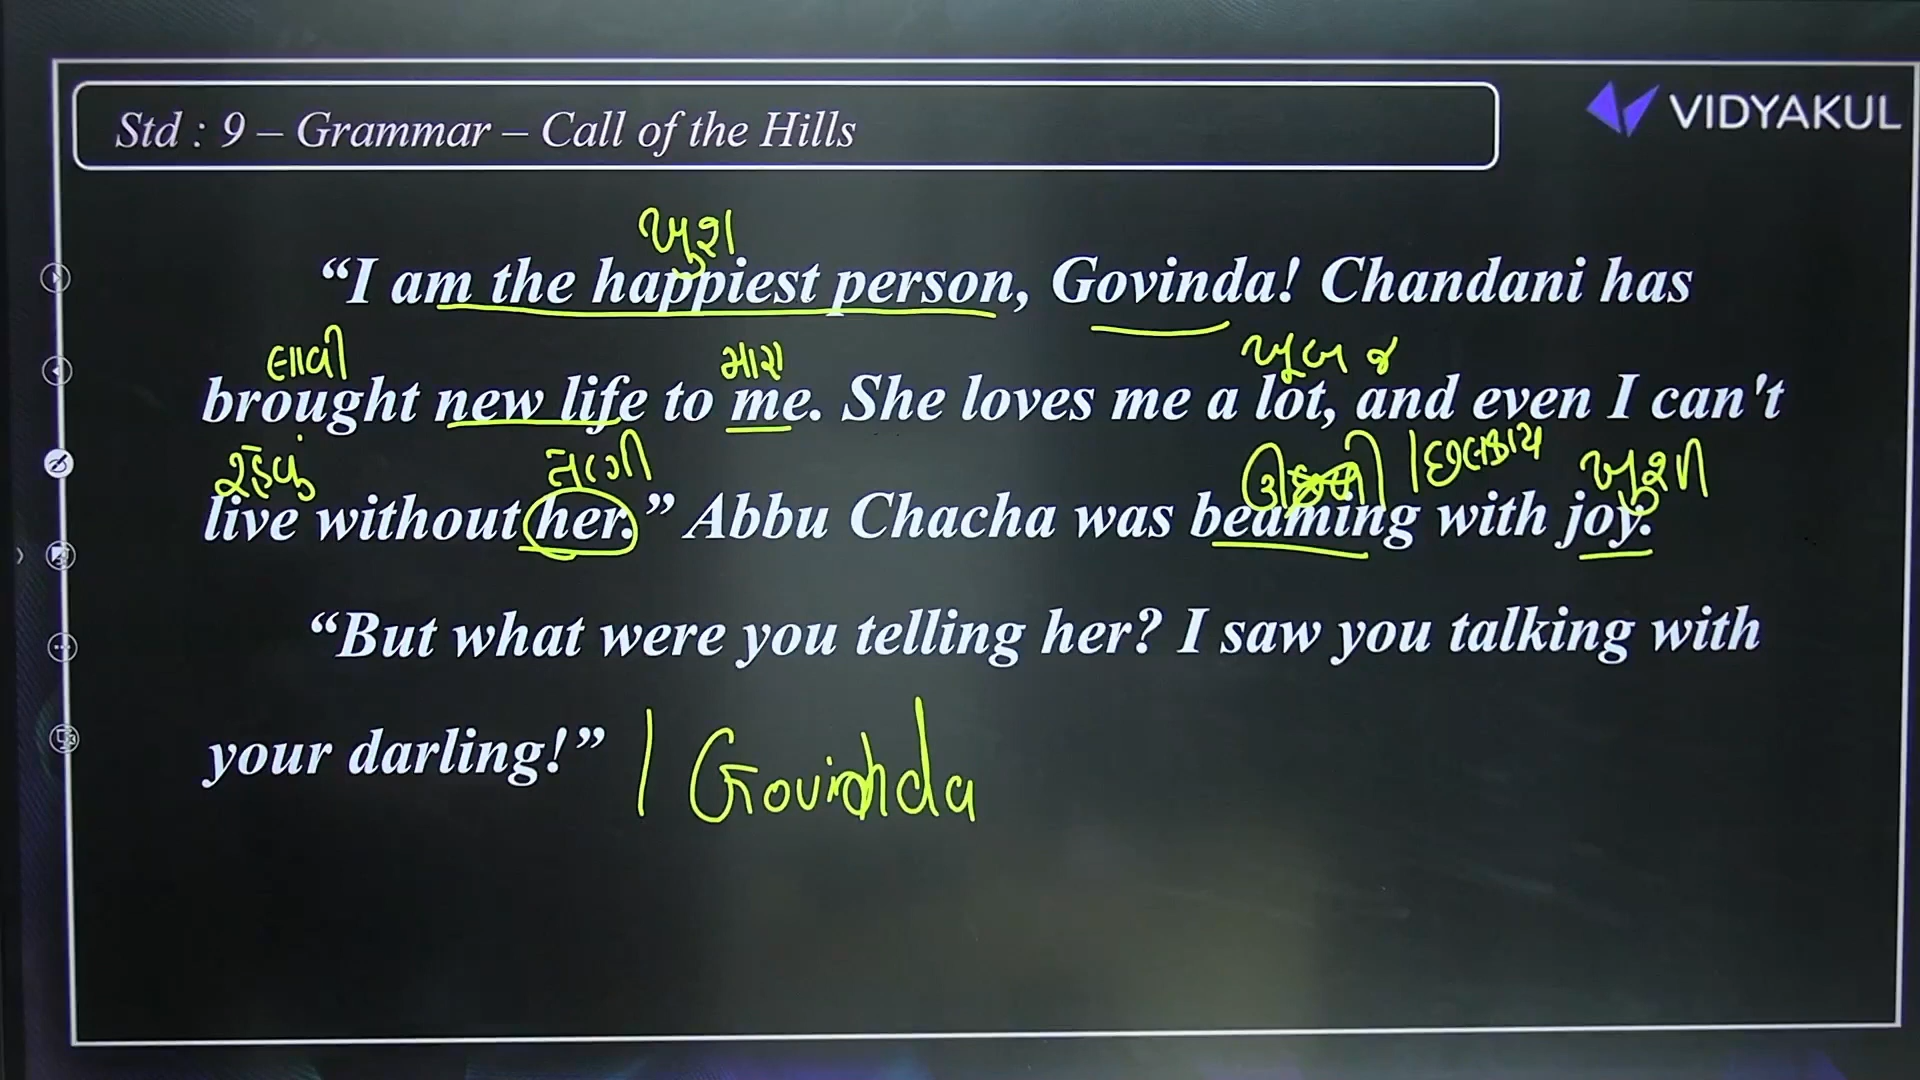 Std : 9 – Grammar – Call of the Hills
VIDYAKUL
ખુશ
“I am the happiest person, Govinda! Chandani has
લાવી મારા ખુબ જ
brought new life to me. She loves me a lot, and even I can't
રહેવું છલકાય ખુશી
live without her.” Abbu Chacha was beaming with joy.
“But what were you telling her? I saw you talking with
your darling!” | Govinda